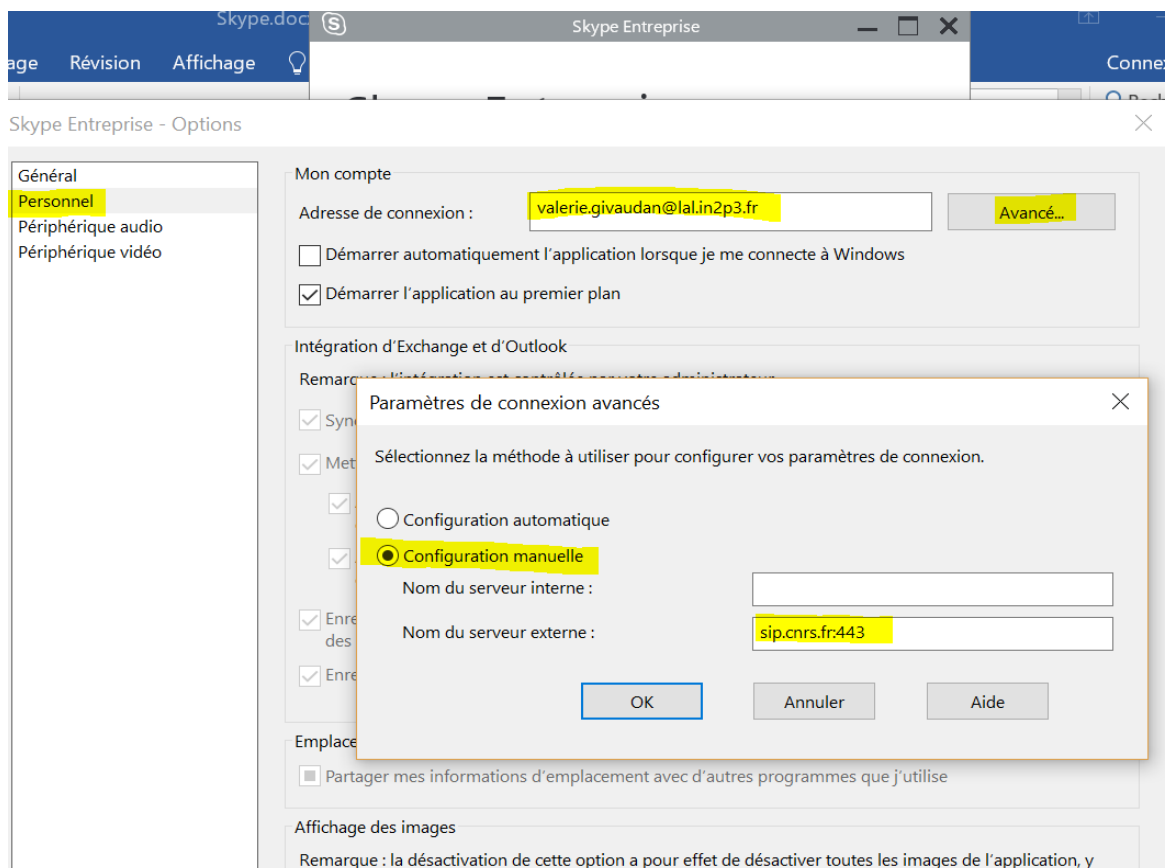 Skype.doc
Skype Entreprise
Révision
Affichage
Skype Entreprise - Options
Général
Personnel
Périphérique audio
Périphérique vidéo
Mon compte
Adresse de connexion :
valerie.givaudan@lal.in2p3.fr
Avancé...
Démarrer automatiquement l'application lorsque je me connecte à Windows
Démarrer l'application au premier plan
Intégration d'Exchange et d'Outlook
Paramètres de connexion avancés
Sélectionnez la méthode à utiliser pour configurer vos paramètres de connexion.
Configuration automatique
Configuration manuelle
Nom du serveur interne :
Nom du serveur externe :
sip.cnrs.fr:443
OK
Annuler
Aide
des
Partager mes informations d'emplacement avec d'autres programmes que j'utilise
Affichage des images
Remarque : la désactivation de cette option a pour effet de désactiver toutes les images de l'application, y